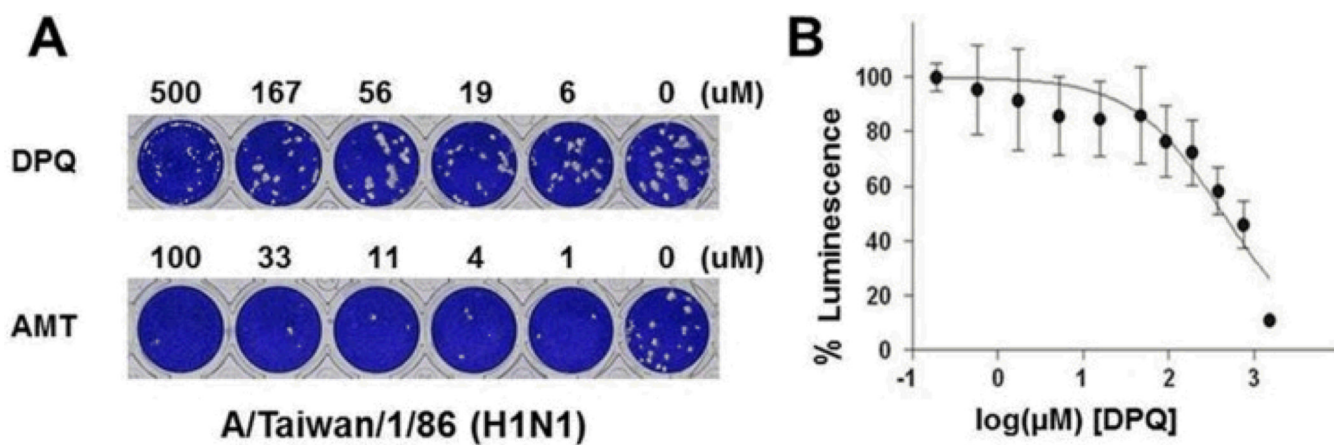 A
500 167 56 19 6 0 (uM)
DPQ
100 33 11 4 1 0 (uM)
AMT
A/Taiwan/1/86 (H1N1)
B
% Luminescence
100
80
60
40
20
0
-1 0 1 2 3
log(µM) [DPQ]